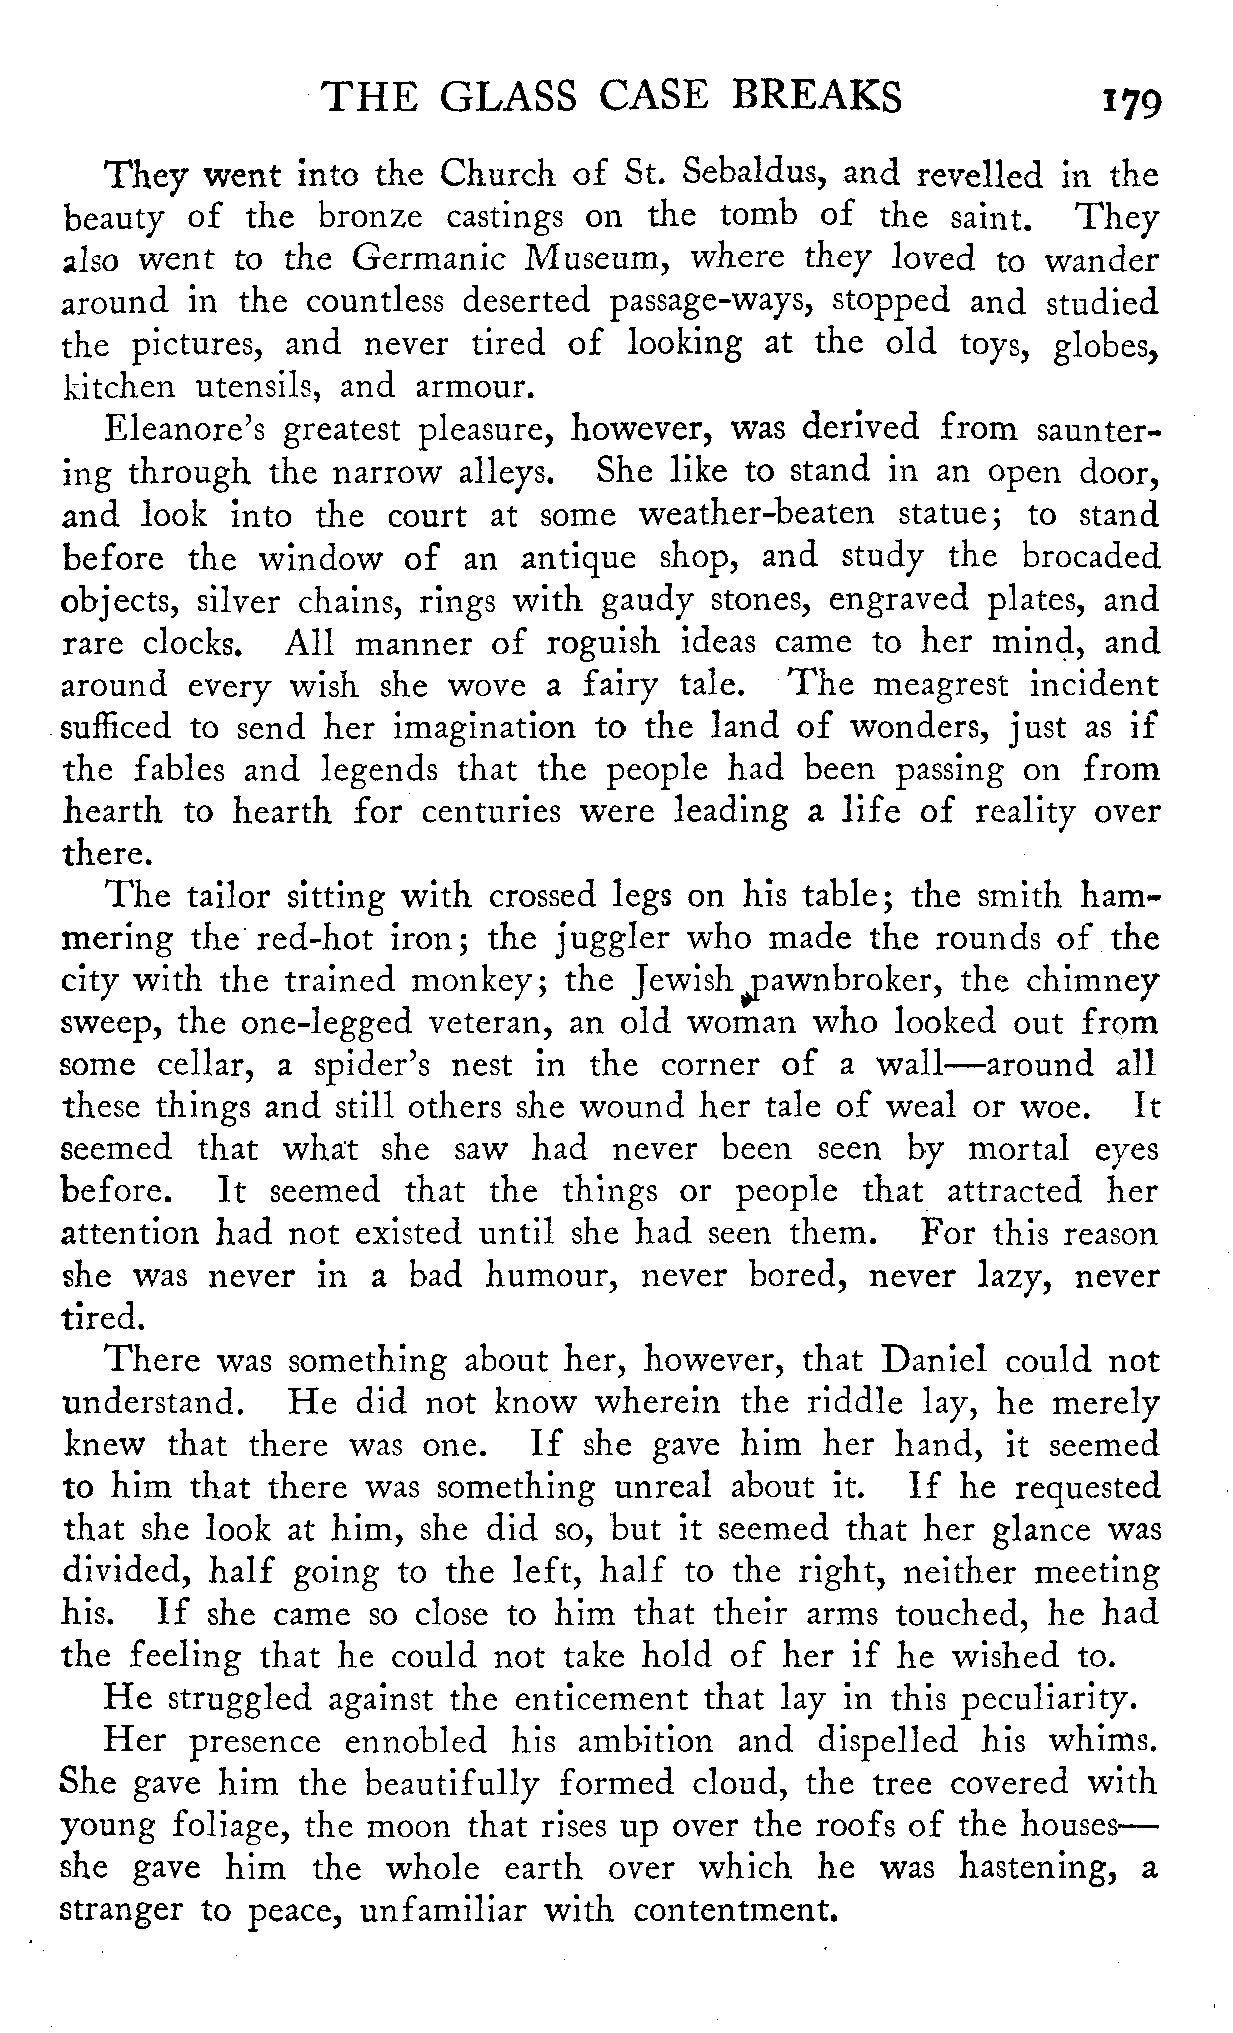 THE GLASS CASE BREAKS 179
They went into the Church of St. Sebaldus, and revelled in the
beauty of the bronze castings on the tomb of the saint. They
also went to the Germanic Museum, where they loved to wander
around in the countless deserted passage-ways, stopped and studied
the pictures, and never tired of looking at the old toys, globes,
kitchen utensils, and armour.
Eleanore's greatest pleasure, however, was derived from saunter-
ing through the narrow alleys. She like to stand in an open door,
and look into the court at some weather-beaten statue; to stand
before the window of an antique shop, and study the brocaded
objects, silver chains, rings with gaudy stones, engraved plates, and
rare clocks. All manner of roguish ideas came to her mind, and
around every wish she wove a fairy tale. The meagrest incident
sufficed to send her imagination to the land of wonders, just as if
the fables and legends that the people had been passing on from
hearth to hearth for centuries were leading a life of reality over
there.
The tailor sitting with crossed legs on his table; the smith ham-
mering the red-hot iron; the juggler who made the rounds of the
city with the trained monkey; the Jewish pawnbroker, the chimney
sweep, the one-legged veteran, an old woman who looked out from
some cellar, a spider's nest in the corner of a wall—around all
these things and still others she wound her tale of weal or woe. It
seemed that what she saw had never been seen by mortal eyes
before. It seemed that the things or people that attracted her
attention had not existed until she had seen them. For this reason
she was never in a bad humour, never bored, never lazy, never
tired.
There was something about her, however, that Daniel could not
understand. He did not know wherein the riddle lay, he merely
knew that there was one. If she gave him her hand, it seemed
to him that there was something unreal about it. If he requested
that she look at him, she did so, but it seemed that her glance was
divided, half going to the left, half to the right, neither meeting
his. If she came so close to him that their arms touched, he had
the feeling that he could not take hold of her if he wished to.
He struggled against the enticement that lay in this peculiarity.
Her presence ennobled his ambition and dispelled his whims.
She gave him the beautifully formed cloud, the tree covered with
young foliage, the moon that rises up over the roofs of the houses—
she gave him the whole earth over which he was hastening, a
stranger to peace, unfamiliar with contentment.